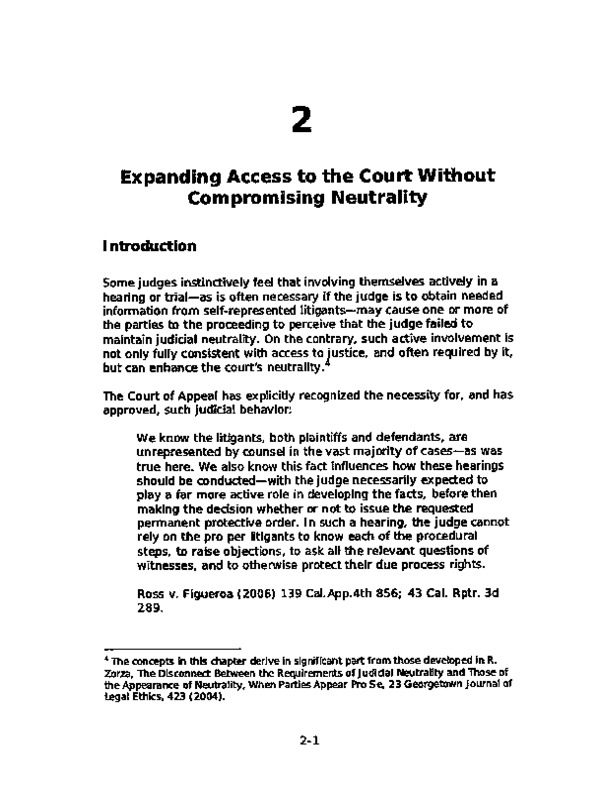 2
Expanding Access to the Court Without
Compromising Neutrality
Introduction
Some judges instinctively feel that involving themselves actively in a
hearing or trial—as is often necessary if the judge is to obtain needed
information from self-represented litigants—may cause one or more of
the parties to the proceeding to perceive that the judge failed to
maintain judicial neutrality. On the contrary, such active involvement is
not only fully consistent with access to justice, and often required by it,
but can enhance the court's neutrality.4
The Court of Appeal has explicitly recognized the necessity for, and has
approved, such judicial behavior:
We know the litigants, both plaintiffs and defendants, are
unrepresented by counsel in the vast majority of cases—as was
true here. We also know this fact influences how these hearings
should be conducted—with the judge necessarily expected to
play a far more active role in developing the facts, before then
making the decision whether or not to issue the requested
permanent protective order. In such a hearing, the judge cannot
rely on the pro per litigants to know each of the procedural
steps, to raise objections, to ask all the relevant questions of
witnesses, and to otherwise protect their due process rights.
Ross v. Figueroa (2006) 139 Cal.App.4th 856; 43 Cal. Rptr. 3d
289.
4 The concepts in this chapter derive in significant part from those developed in R.
Zorza, The Disconnect Between the Requirements of Judicial Neutrality and Those of
the Appearance of Neutrality, When Parties Appear Pro Se, 23 Georgetown Journal of
Legal Ethics, 423 (2004).
2-1